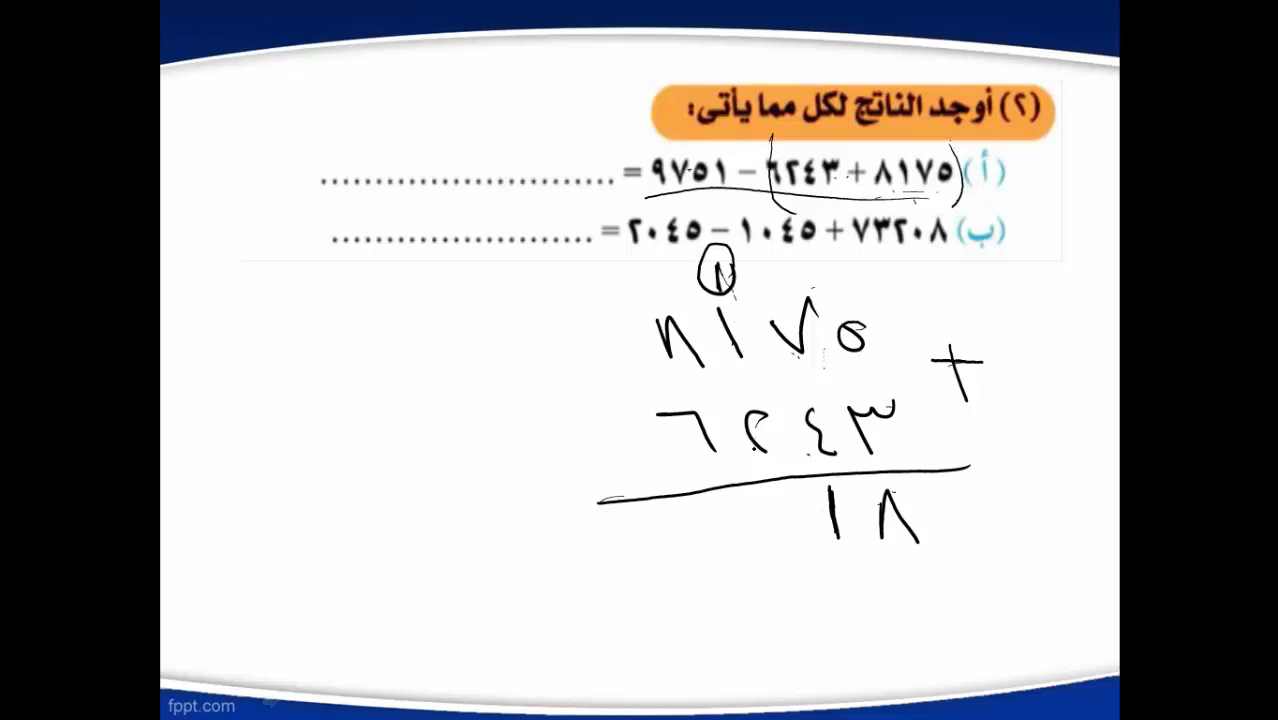 (٢) أوجد الناتج لكل مما يأتى:
(أ) ٨١٧٥ + ٦٢٤٣ − ٩٧٥١ = ............................
(ب) ٧٣٢٠٨ + ١٠٤٥ − ٢٠٤٥ = ..........................
١
٨١٧٥ +
٦٢٤٣
١٨
fppt.com